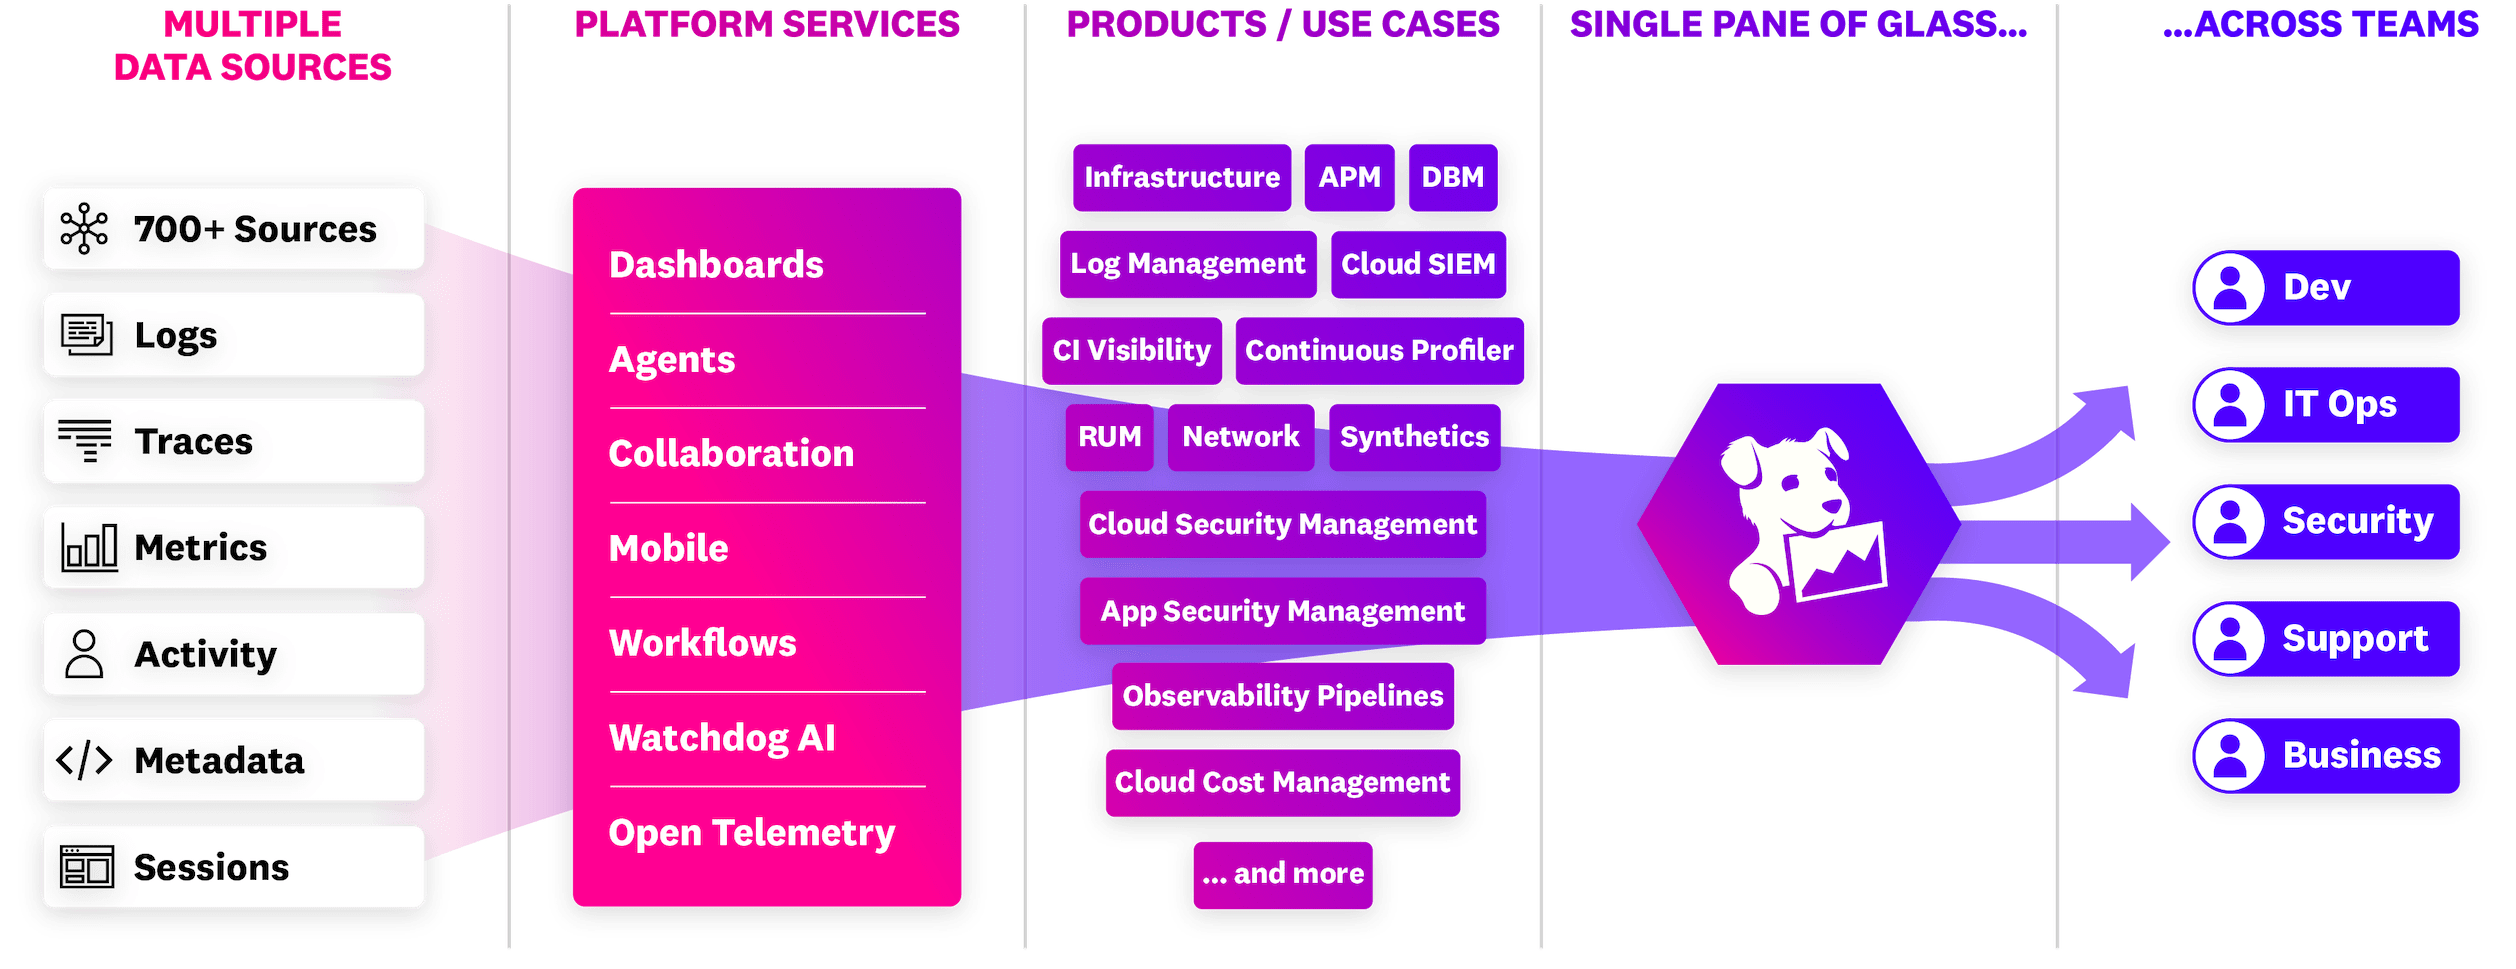 MULTIPLE
DATA SOURCES
700+ Sources
Logs
Traces
Metrics
Activity
Metadata
Sessions
PLATFORM SERVICES
Dashboards
Agents
Collaboration
Mobile
Workflows
Watchdog AI
Open Telemetry
PRODUCTS / USE CASES
Infrastructure
APM
DBM
Log Management
Cloud SIEM
CI Visibility
Continuous Profiler
RUM
Network
Synthetics
Cloud Security Management
App Security Management
Observability Pipelines
Cloud Cost Management
... and more
SINGLE PANE OF GLASS...
...ACROSS TEAMS
Dev
IT Ops
Security
Support
Business